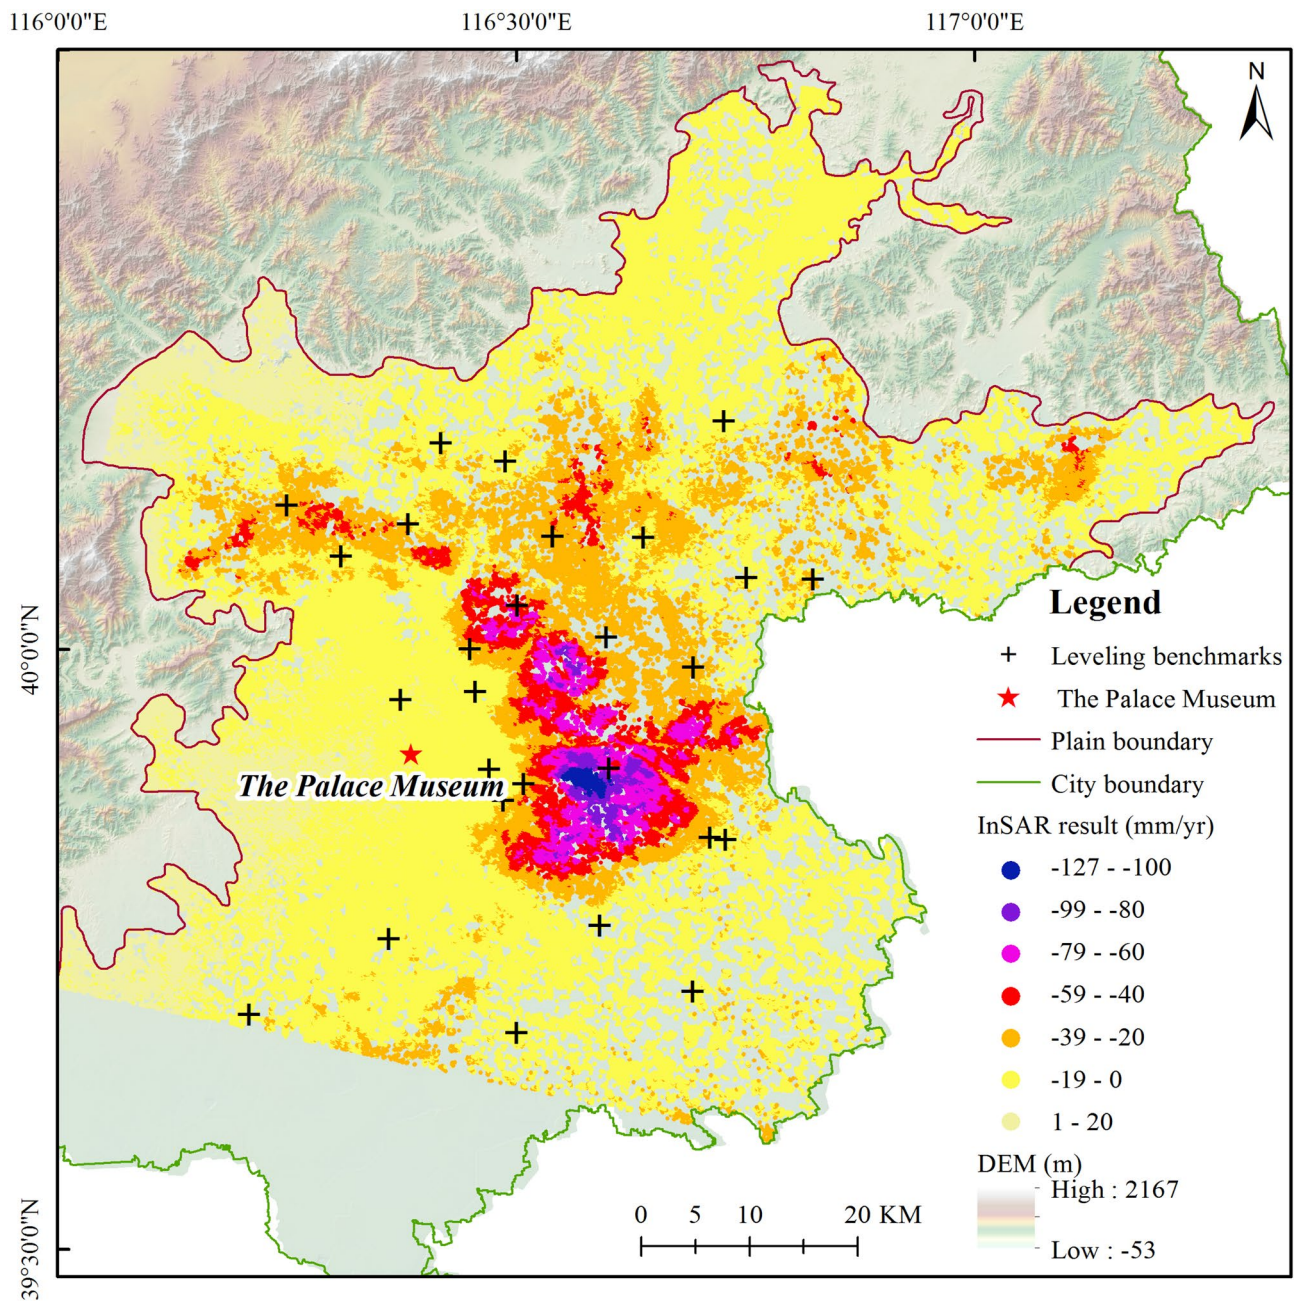 116°0'0"E
116°30'0"E
117°0'0"E
N
40°0'0"N
39°30'0"N
The Palace Museum
Legend
Leveling benchmarks
The Palace Museum
Plain boundary
City boundary
InSAR result (mm/yr)
-127 - -100
-99 - -80
-79 - -60
-59 - -40
-39 - -20
-19 - 0
1 - 20
DEM (m)
High : 2167
Low : -53
0 5 10 20 KM